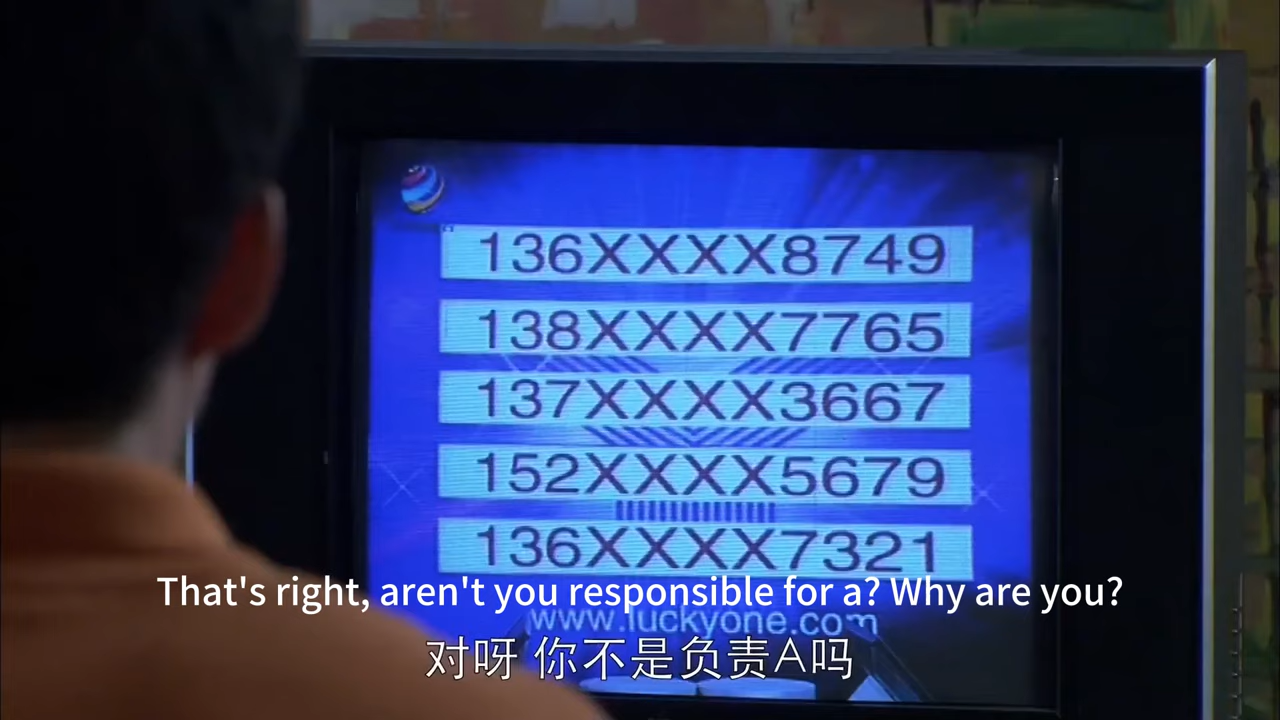 136XXXX8749
138XXXX7765
137XXXX3667
152XXXX5679
136XXXX7321
That's right, aren't you responsible for a? Why are you?
www.luckyone.com
对呀 你不是负责A吗